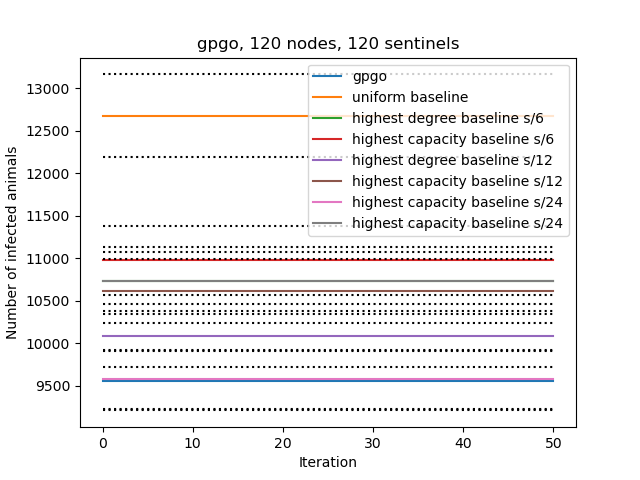 gpgo, 120 nodes, 120 sentinels
gpgo
uniform baseline
highest degree baseline s/6
highest capacity baseline s/6
highest degree baseline s/12
highest capacity baseline s/12
highest capacity baseline s/24
highest capacity baseline s/24
Number of infected animals
13000
12500
12000
11500
11000
10500
10000
9500
0 10 20 30 40 50
Iteration